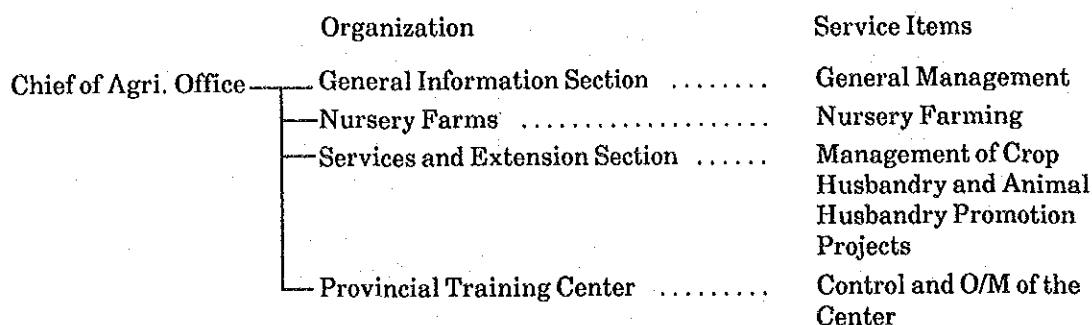 Organization Service Items
Chief of Agri. Office General Information Section ........ General Management
Nursery Farms .................... Nursery Farming
Services and Extension Section ...... Management of Crop
Husbandry and Animal
Husbandry Promotion
Projects
Provincial Training Center ......... Control and O/M of the
Center